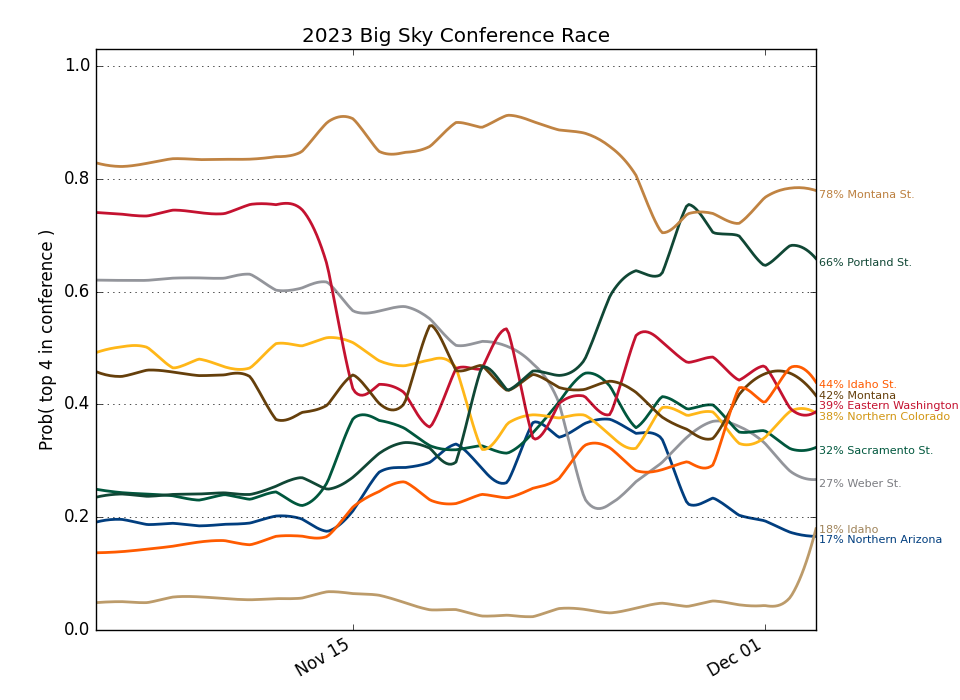 2023 Big Sky Conference Race
Prob( top 4 in conference )
1.0
0.8
0.6
0.4
0.2
0.0
Nov 15
Dec 01
78% Montana St.
66% Portland St.
44% Idaho St.
42% Montana
39% Eastern Washington
38% Northern Colorado
32% Sacramento St.
27% Weber St.
18% Idaho
17% Northern Arizona